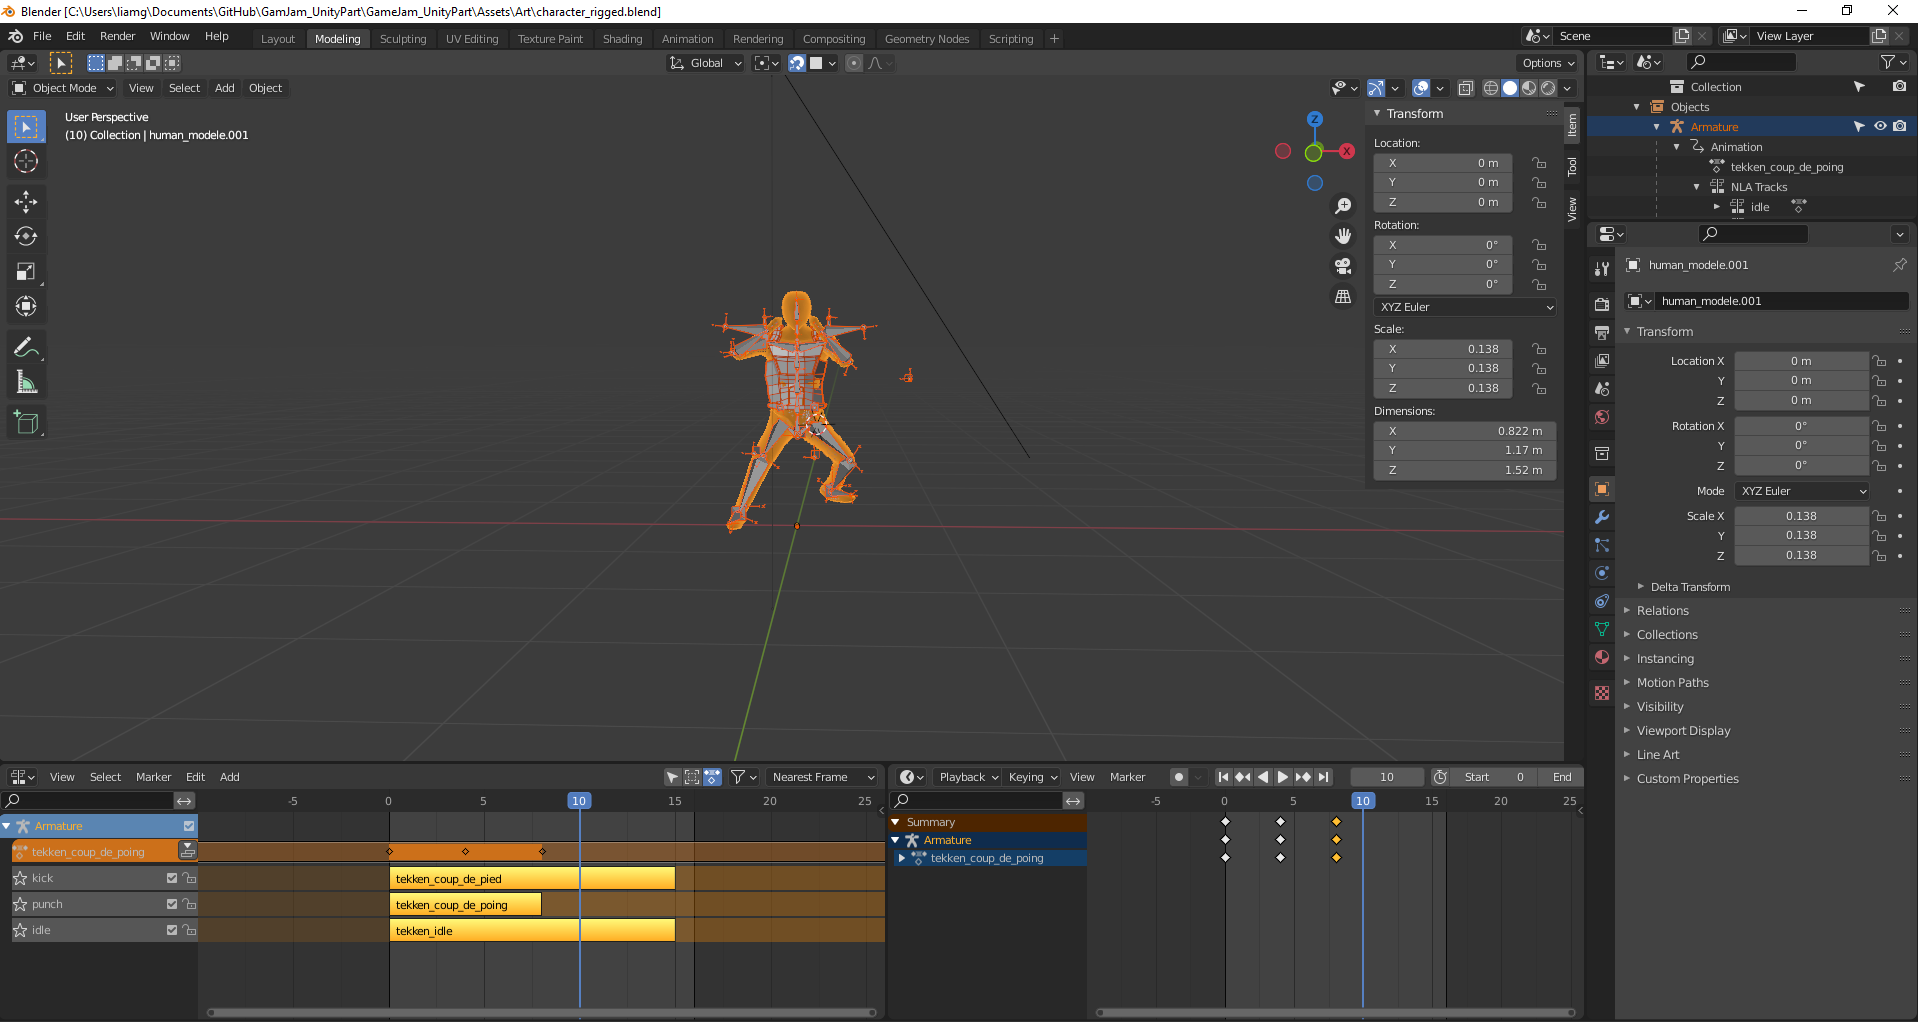 Blender [C:\Users\liamg\Documents\GitHub\GamJam_UnityPart\GameJam_UnityPart\Assets\Art\character_rigged.blend]
File Edit Render Window Help Layout Modeling Sculpting UV Editing Texture Paint Shading Animation Rendering Compositing Geometry Nodes Scripting + Scene View Layer
Global Options
Object Mode View Select Add Object
User Perspective
(10) Collection | human_modele.001
Z
X
Transform
Location:
X 0 m
Y 0 m
Z 0 m
Rotation:
X 0°
Y 0°
Z 0°
XYZ Euler
Scale:
X 0.138
Y 0.138
Z 0.138
Dimensions:
X 0.822 m
Y 1.17 m
Z 1.52 m
Item
Tool
View
Collection
Objects
Armature
Animation
tekken_coup_de_poing
NLA Tracks
idle
human_modele.001
human_modele.001
Transform
Location X 0 m
Y 0 m
Z 0 m
Rotation X 0°
Y 0°
Z 0°
Mode XYZ Euler
Scale X 0.138
Y 0.138
Z 0.138
Delta Transform
Relations
Collections
Instancing
Motion Paths
Visibility
Viewport Display
Line Art
Custom Properties
View Select Marker Edit Add Nearest Frame
-5 0 5 10 15 20 25
Armature
tekken_coup_de_poing
kick tekken_coup_de_pied
punch tekken_coup_de_poing
idle tekken_idle
Playback Keying View Marker 10 Start 0 End
-5 0 5 10 15 20 25
Summary
Armature
tekken_coup_de_poing